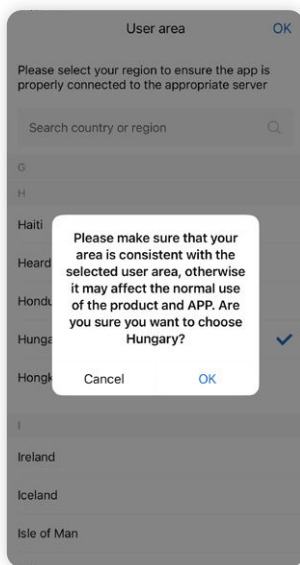 User area
OK
Please select your region to ensure the app is
properly connected to the appropriate server
Search country or region
G
H
Haiti
Heard
Hondu
Hunga
Hongk
Please make sure that your
area is consistent with the
selected user area, otherwise
it may affect the normal use
of the product and APP. Are
you sure you want to choose
Hungary?
Cancel
OK
I
Ireland
Iceland
Isle of Man